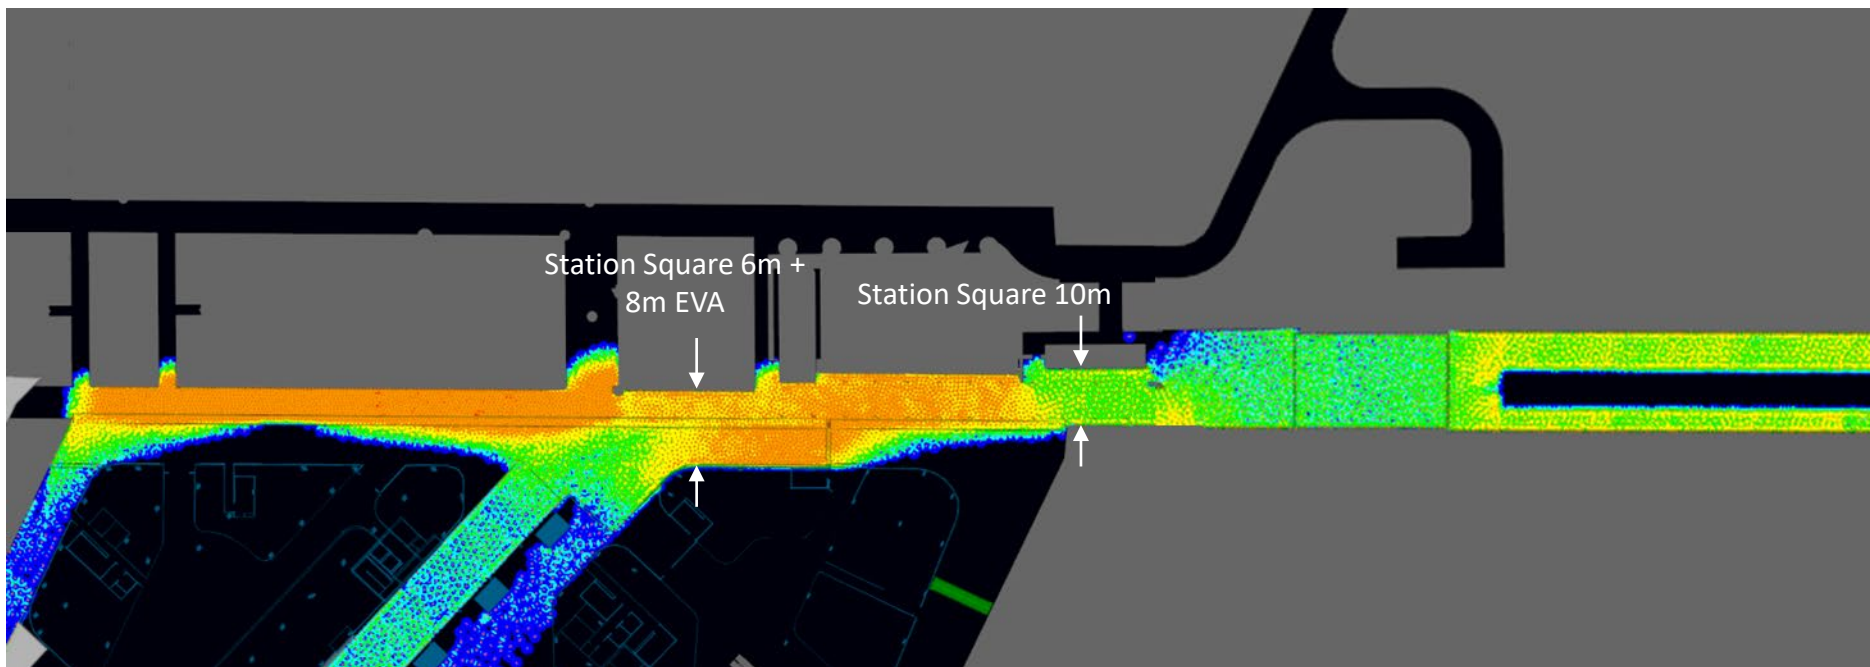 Station Square 6m +
8m EVA
Station Square 10m